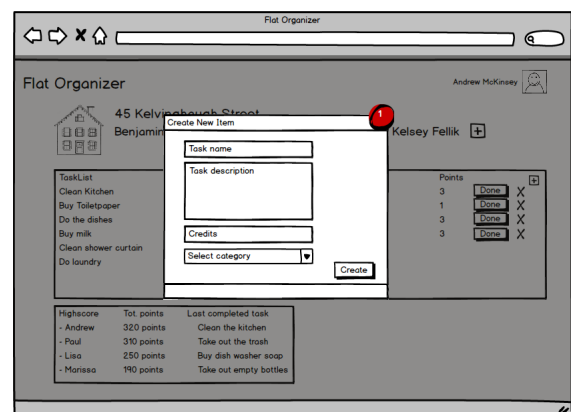 Flat Organizer
Flat Organizer
Andrew McKinsey
45 Kelvinghaugh Street
Benjamin
Kelsey Fellik
1
Create New Item
Task name
Task description
Credits
Select category
Create
TaskList Points
Clean Kitchen 3 Done X
Buy Toiletpaper 1 Done X
Do the dishes 3 Done X
Buy milk 3 Done X
Clean shower curtain
Do laundry
Highscore Tot. points Last completed task
- Andrew 320 points Clean the kitchen
- Paul 310 points Take out the trash
- Lisa 250 points Buy dish washer soap
- Marissa 190 points Take out empty bottles